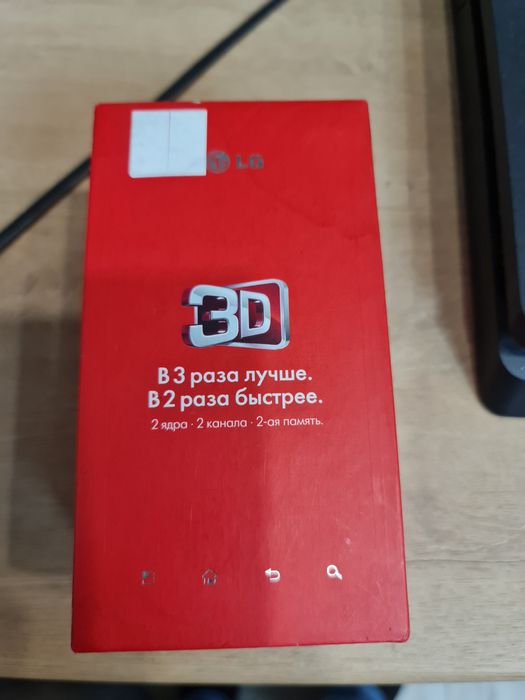 LG
3D
В 3 раза лучше.
В 2 раза быстрее.
2 ядра · 2 канала · 2-ая память.